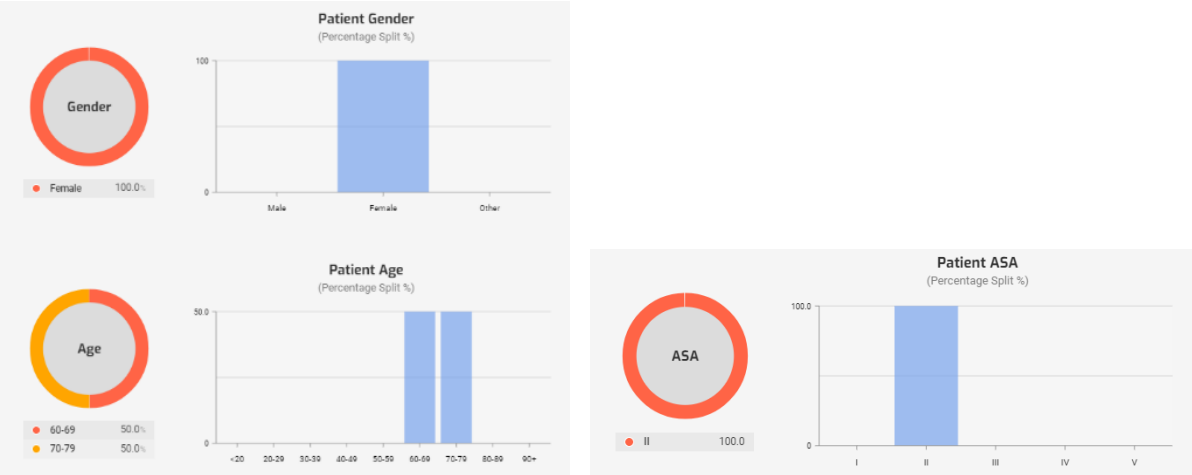 Patient Gender
(Percentage Split %)
Gender
100
0
Male Female Other
Female 100.0%
Patient Age
(Percentage Split %)
Age
50.0
0
<20 20-29 30-39 40-49 50-59 60-69 70-79 80-89 90+
60-69 50.0%
70-79 50.0%
Patient ASA
(Percentage Split %)
ASA
100.0
0
I II III IV V
II 100.0